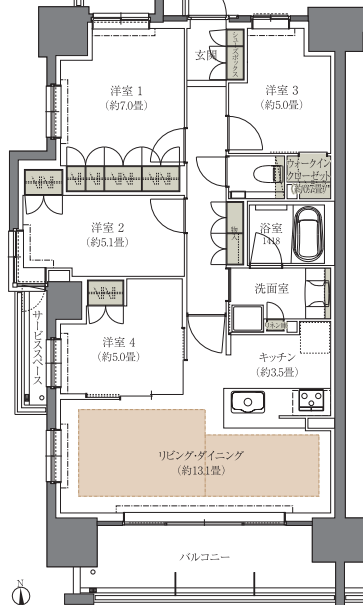 玄関
シューズボックス
洋室 1
(約7.0畳)
洋室 3
(約5.0畳)
ウォークイン
クローゼット
洋室 2
(約5.1畳)
物入
浴室
1418
洗面室
リネン庫
サービススペース
洋室 4
(約5.0畳)
キッチン
(約3.5畳)
リビング・ダイニング
(約13.1畳)
バルコニー
N